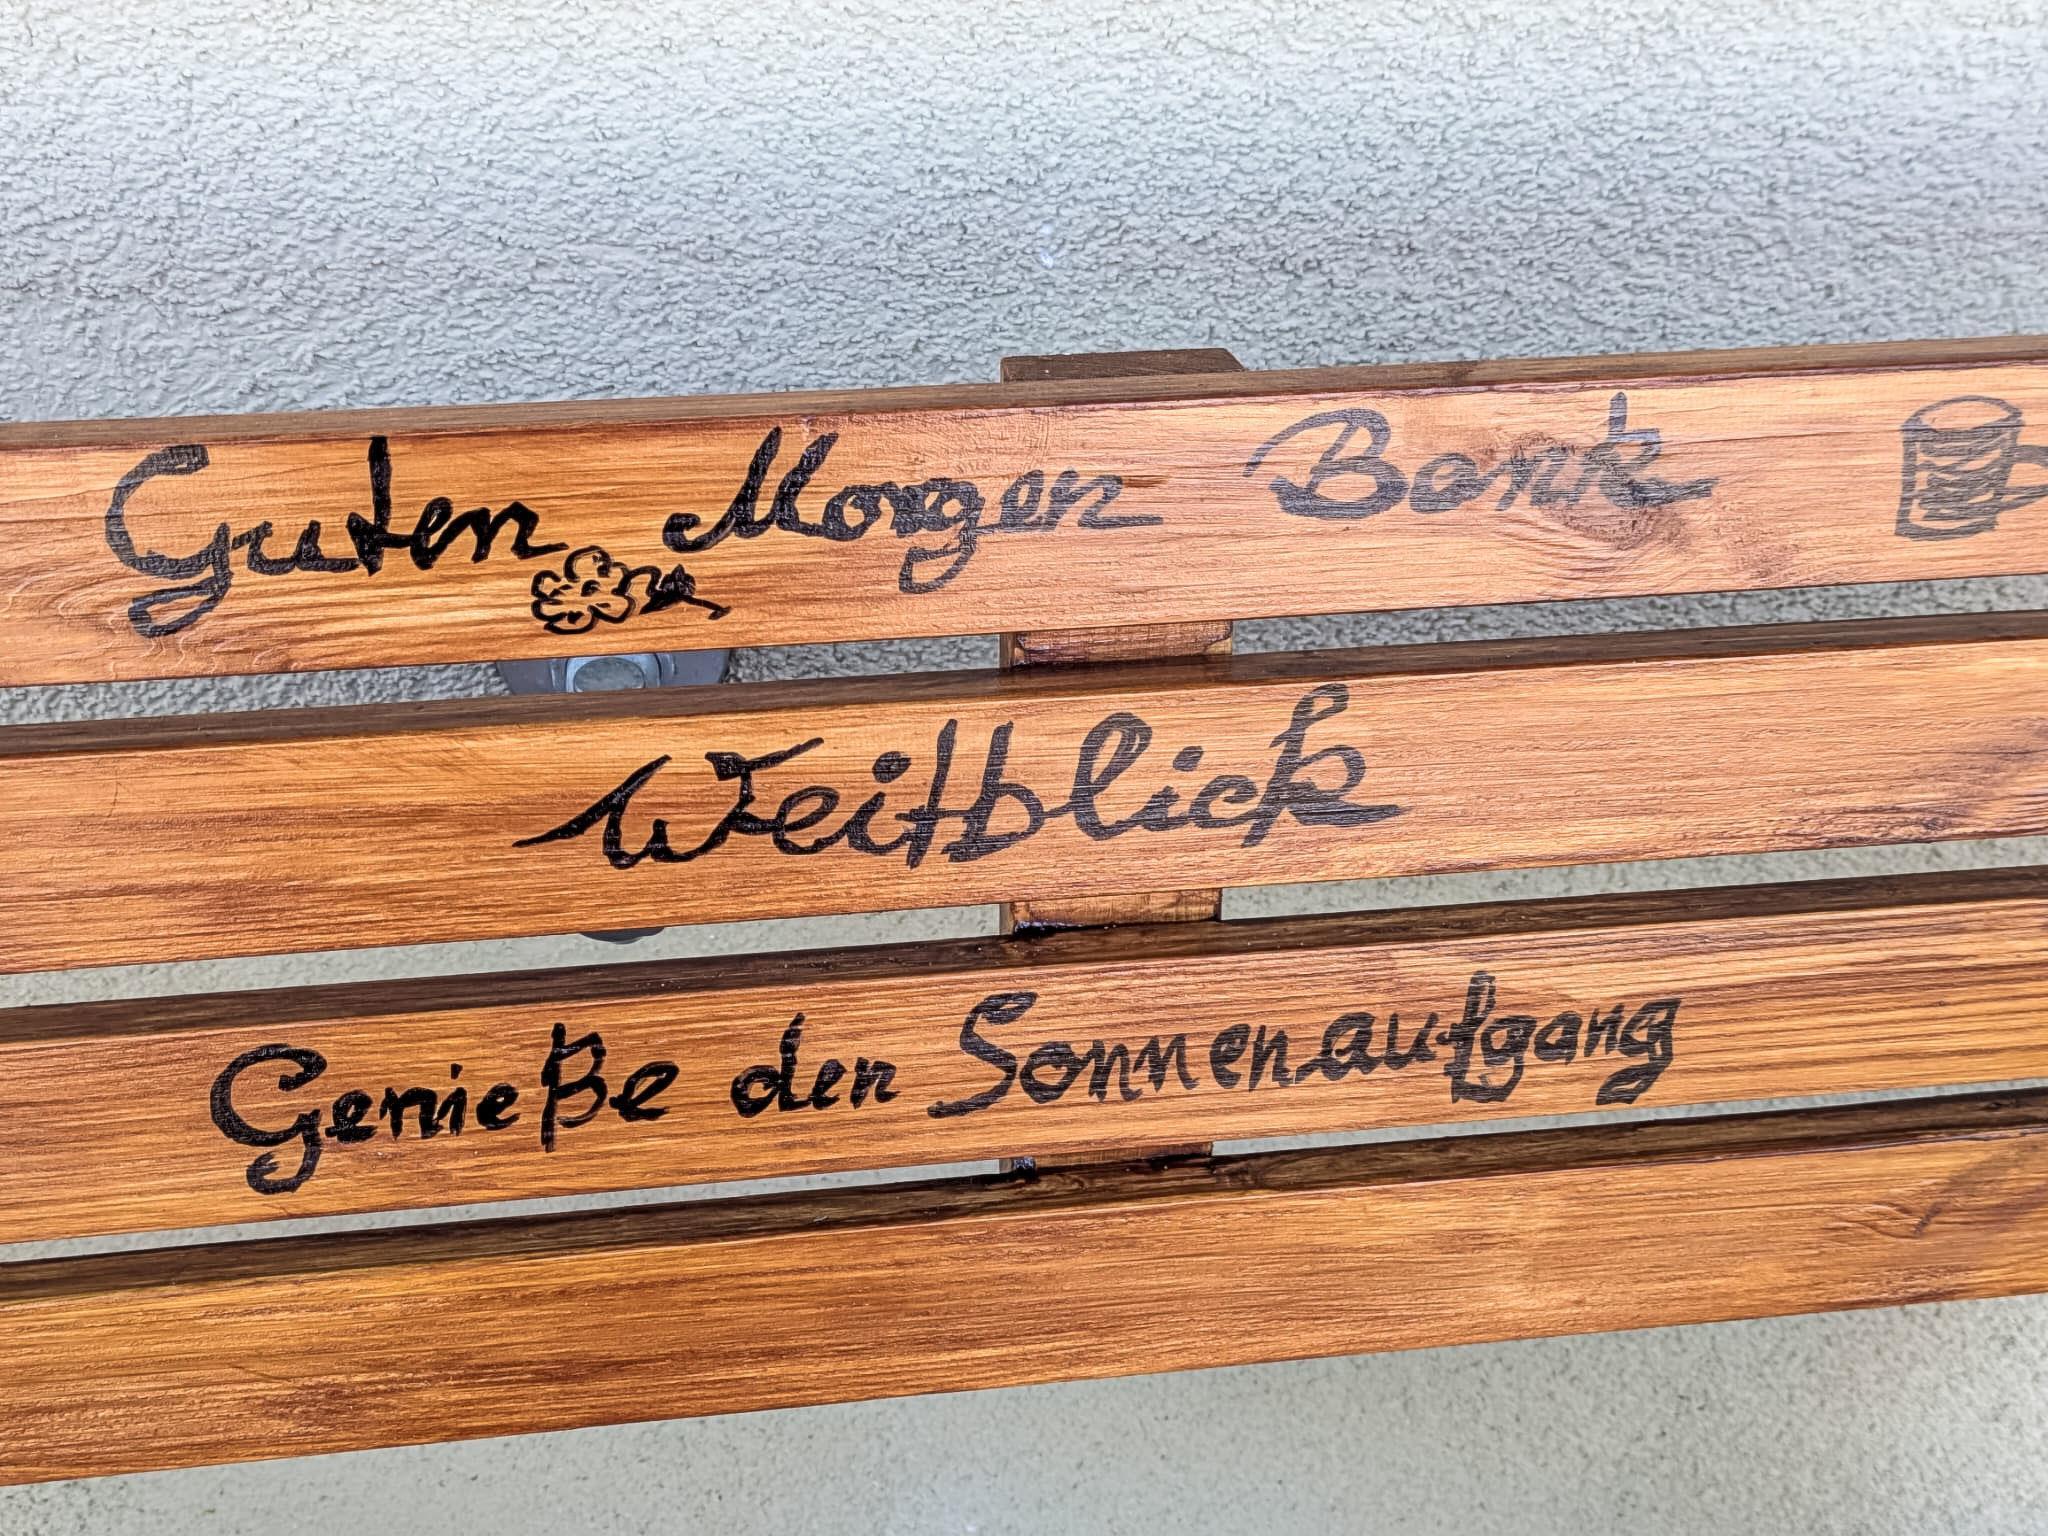 Guten Morgen Bank
Weitblick
Genieße den Sonnenaufgang